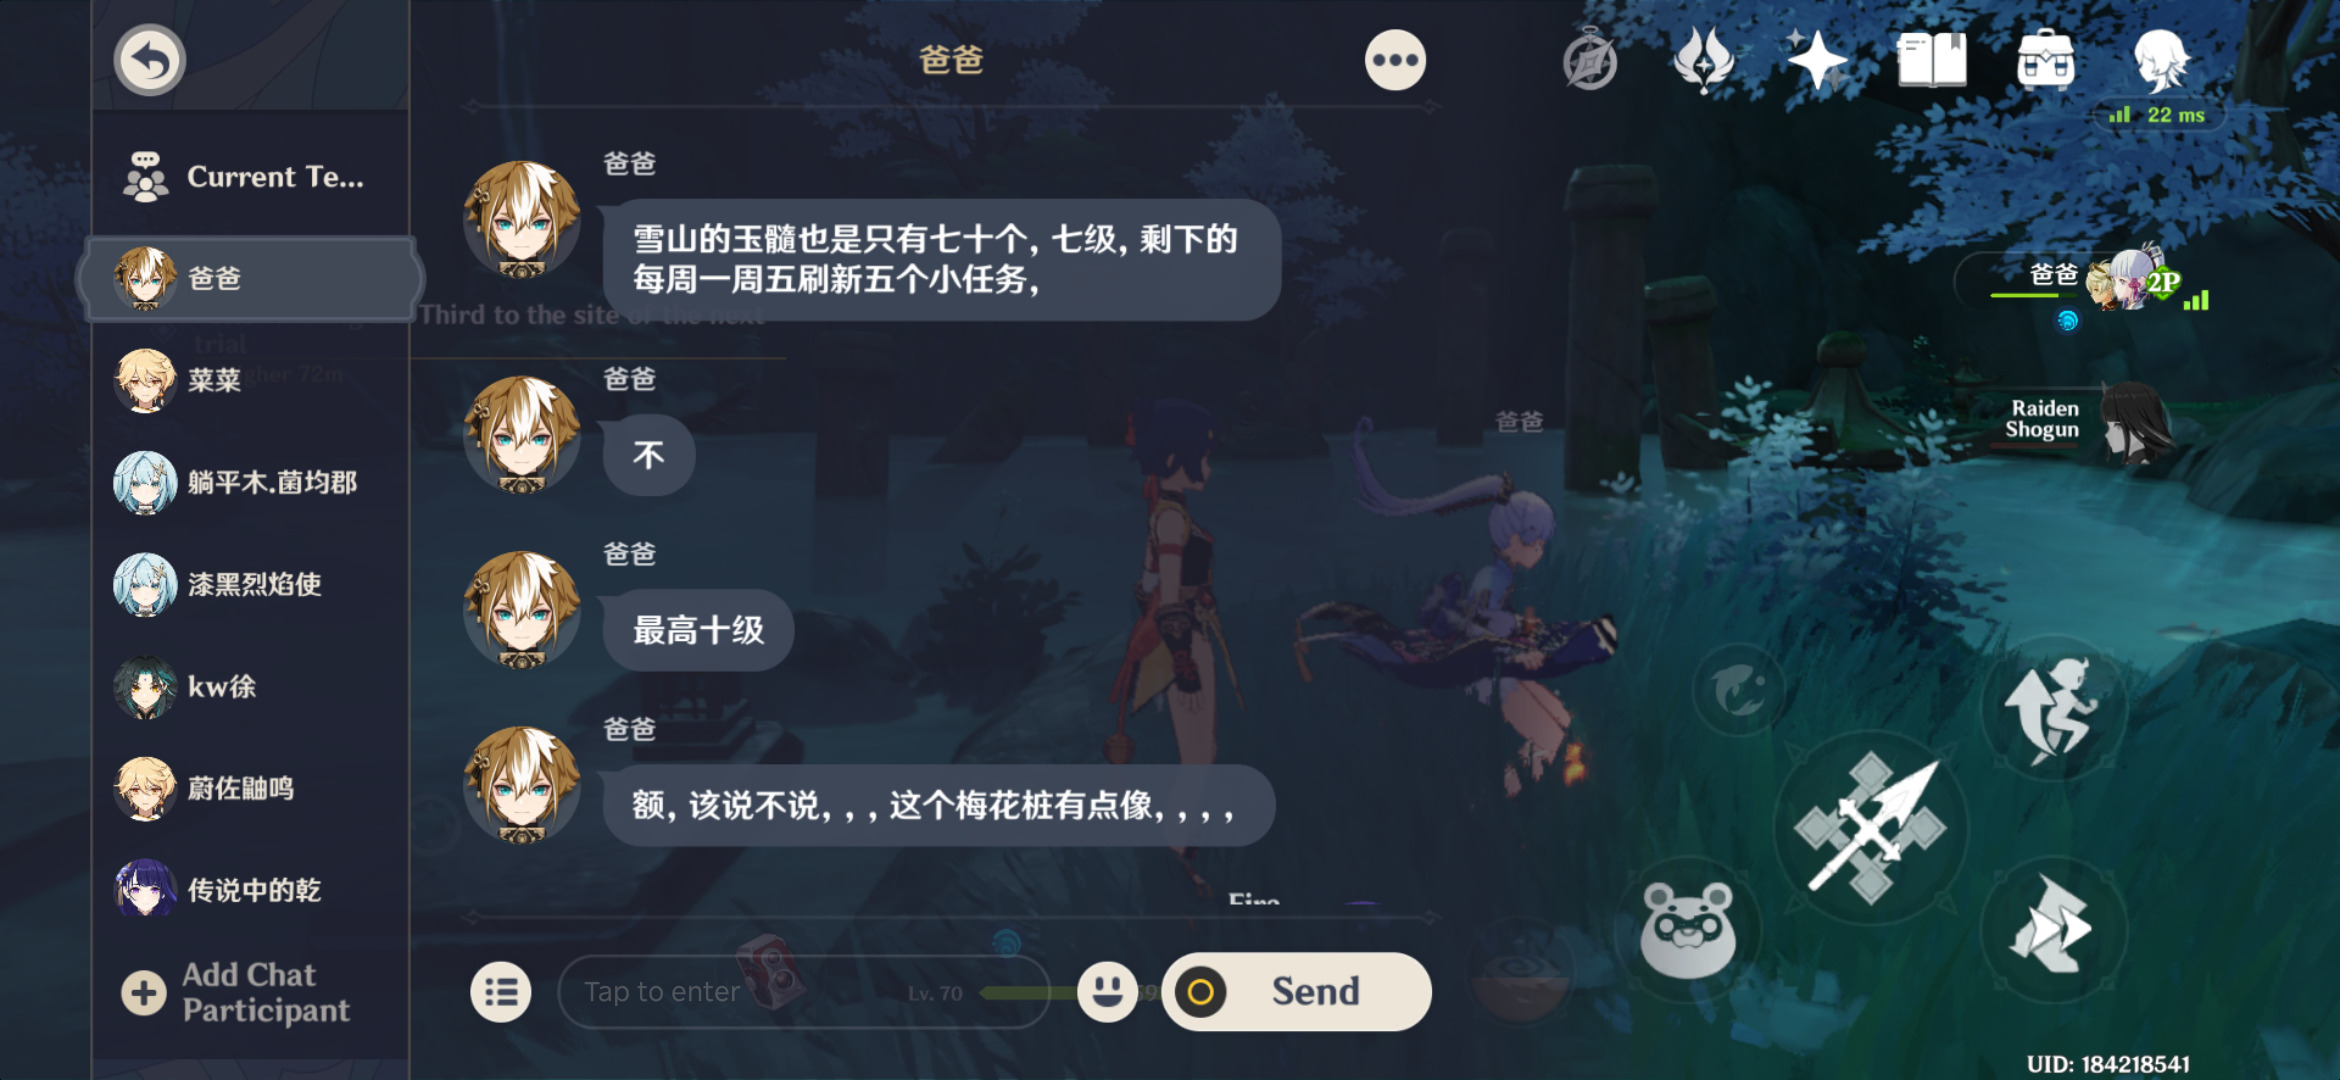 爸爸
22 ms
Current Te...
爸爸
菜菜
躺平木.菌均郡
漆黑烈焰使
kw徐
蔚佐鼬鸣
传说中的乾
Add Chat
Participant
爸爸
雪山的玉髓也是只有七十个, 七级, 剩下的
每周一周五刷新五个小任务,
Third to the site of the next
trial
爸爸
不
爸爸
最高十级
爸爸
额, 该说不说, , , 这个梅花桩有点像, , , ,
Tap to enter
Lv. 70
Send
爸爸
爸爸
2P
Raiden
Shogun
UID: 184218541